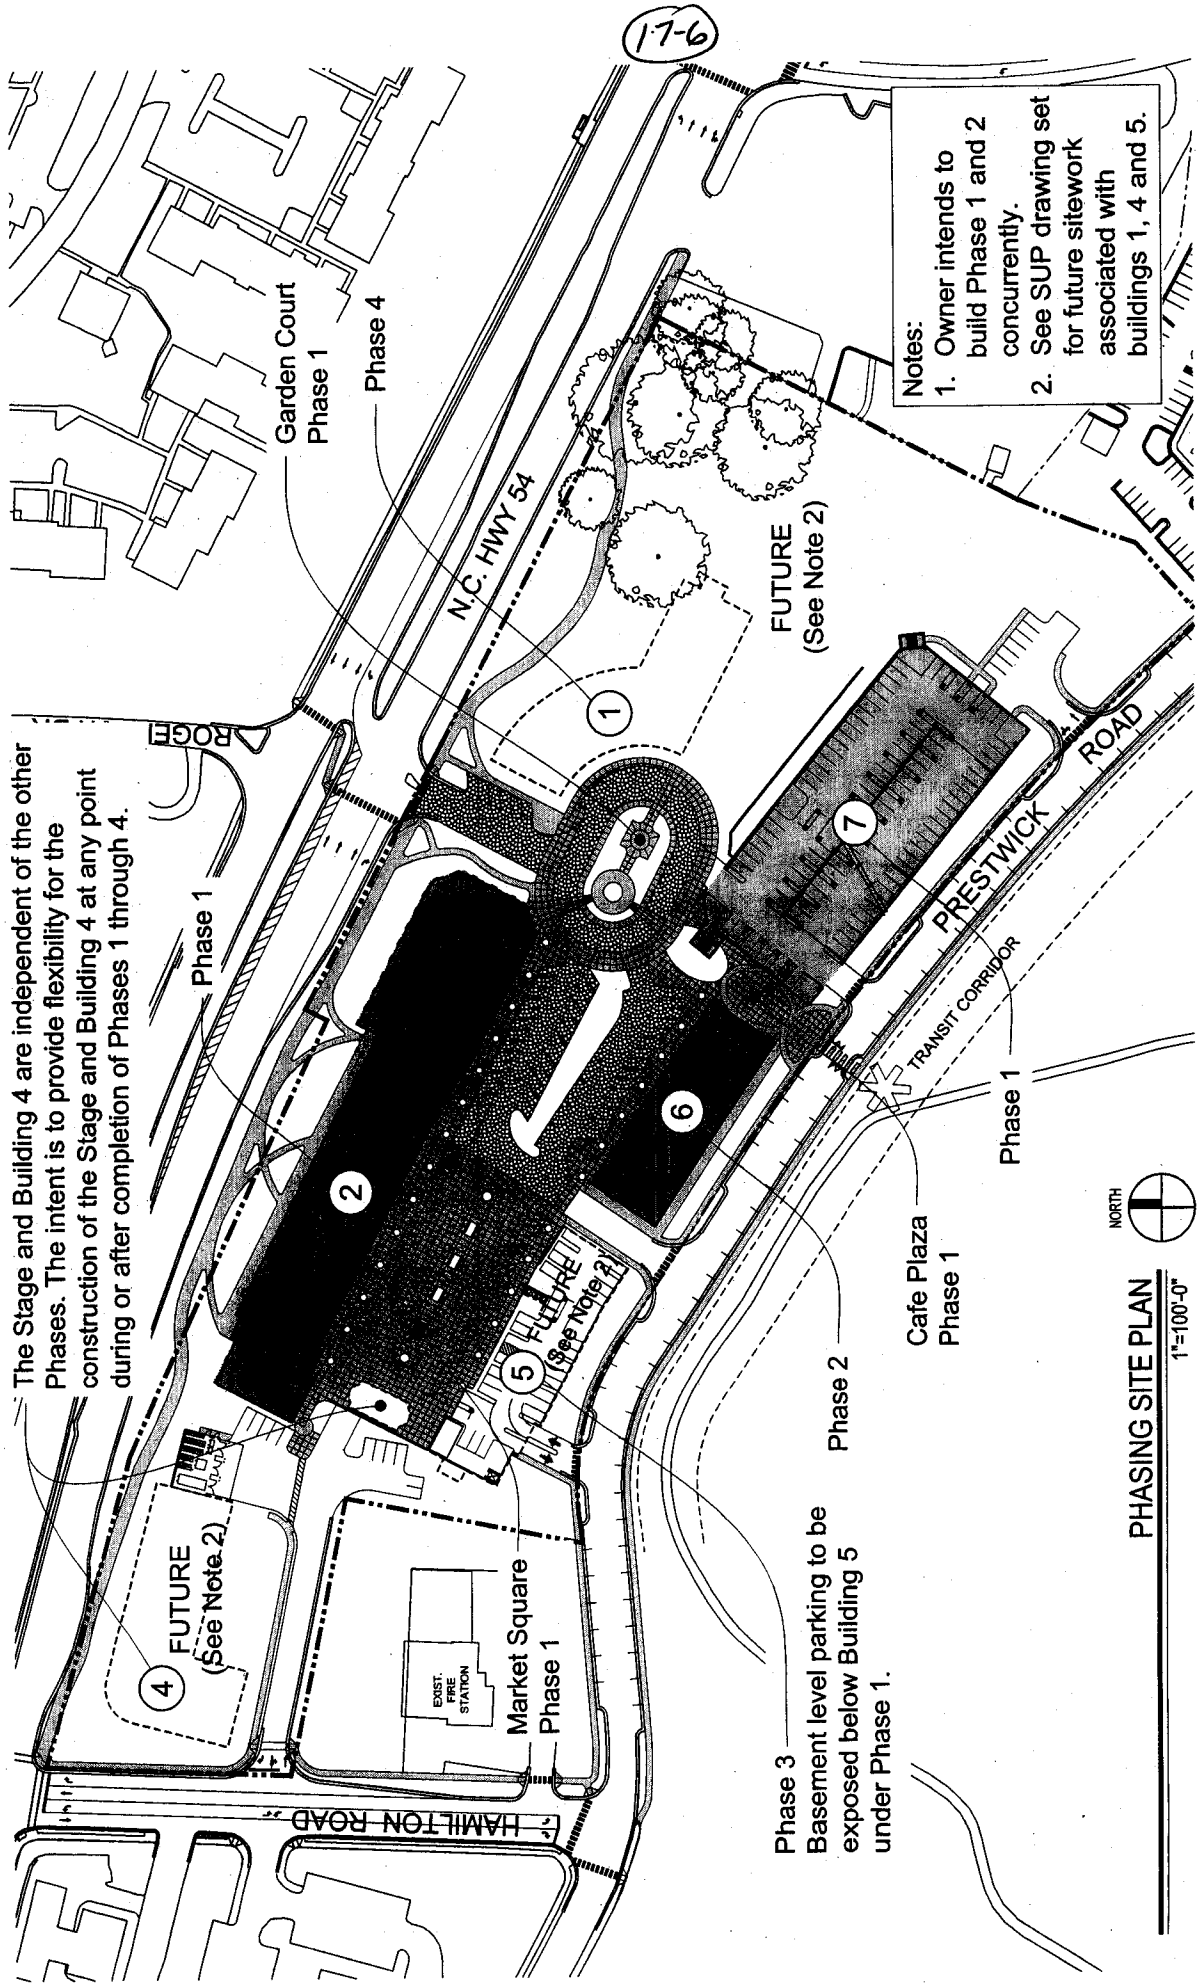 17-6
The Stage and Building 4 are independent of the other
Phases. The intent is to provide flexibility for the
construction of the Stage and Building 4 at any point
during or after completion of Phases 1 through 4.
Phase 1
Garden Court
Phase 1
Phase 4
ROGE
N.C. HWY 54
FUTURE
(See Note 2)
1
2
4
FUTURE
(See Note 2)
5
FUTURE
(See Note 2)
6
7
EXIST.
FIRE
STATION
HAMILTON ROAD
PRESTWICK
ROAD
TRANSIT CORRIDOR
Market Square
Phase 1
Phase 3
Basement level parking to be
exposed below Building 5
under Phase 1.
Phase 2
Cafe Plaza
Phase 1
Phase 1
Notes:
1. Owner intends to
build Phase 1 and 2
concurrently.
2. See SUP drawing set
for future sitework
associated with
buildings 1, 4 and 5.
NORTH
PHASING SITE PLAN
1"=100'-0"